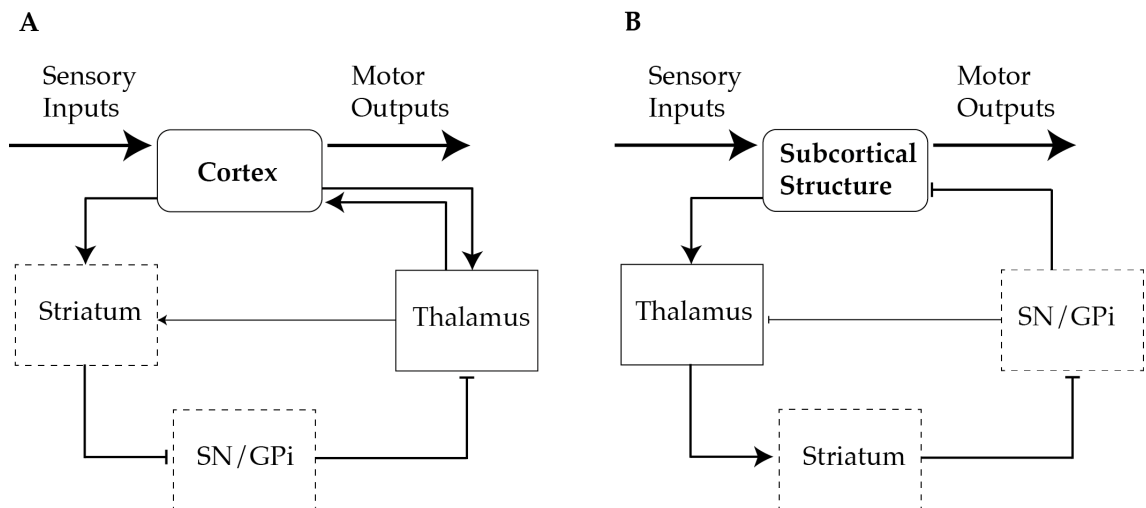 A
Sensory
Inputs
Motor
Outputs
Cortex
Striatum
Thalamus
SN/GPi
B
Sensory
Inputs
Motor
Outputs
Subcortical
Structure
Thalamus
SN/GPi
Striatum